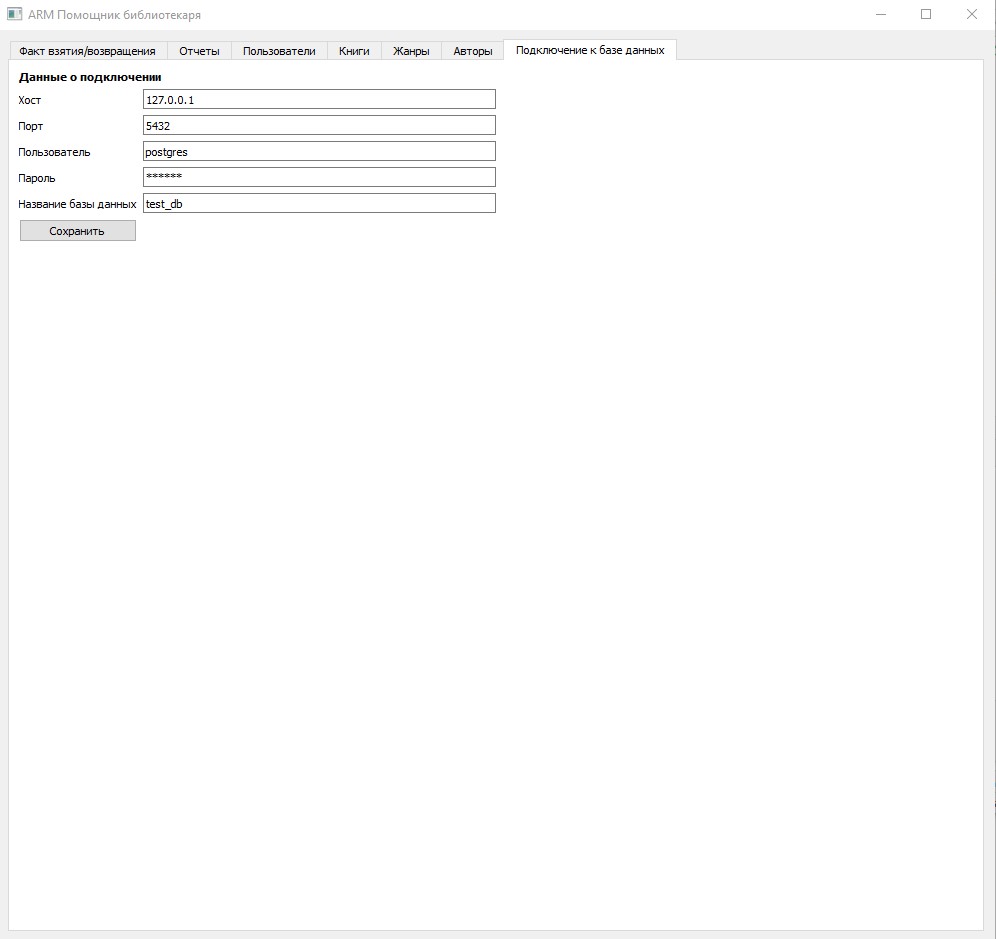 ARM Помощник библиотекаря
Факт взятия/возвращения Отчеты Пользователи Книги Жанры Авторы Подключение к базе данных
Данные о подключении
Хост 127.0.0.1
Порт 5432
Пользователь postgres
Пароль ******
Название базы данных test_db
Сохранить